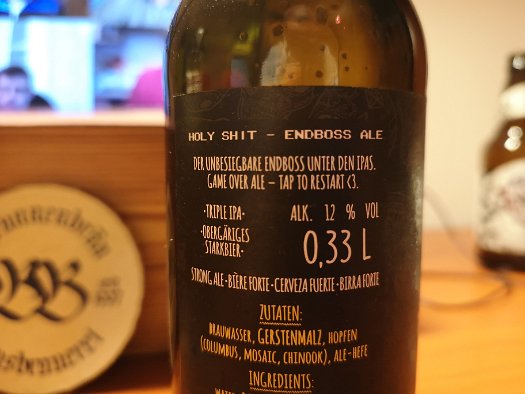 HOLY SHIT - ENDBOSS ALE
DER UNBESIEGBARE ENDBOSS UNTER DEN IPAS.
GAME OVER ALE – TAP TO RESTART <3.
•TRIPLE IPA• ALK. 12 % VOL
•OBERGÄRIGES
STARKBIER• 0,33 L
STRONG ALE•BIÈRE FORTE•CERVEZA FUERTE•BIRRA FORTE
ZUTATEN:
BRAUWASSER, GERSTENMALZ, HOPFEN
(COLUMBUS, MOSAIC, CHINOOK), ALE-HEFE
INGREDIENTS:
BB